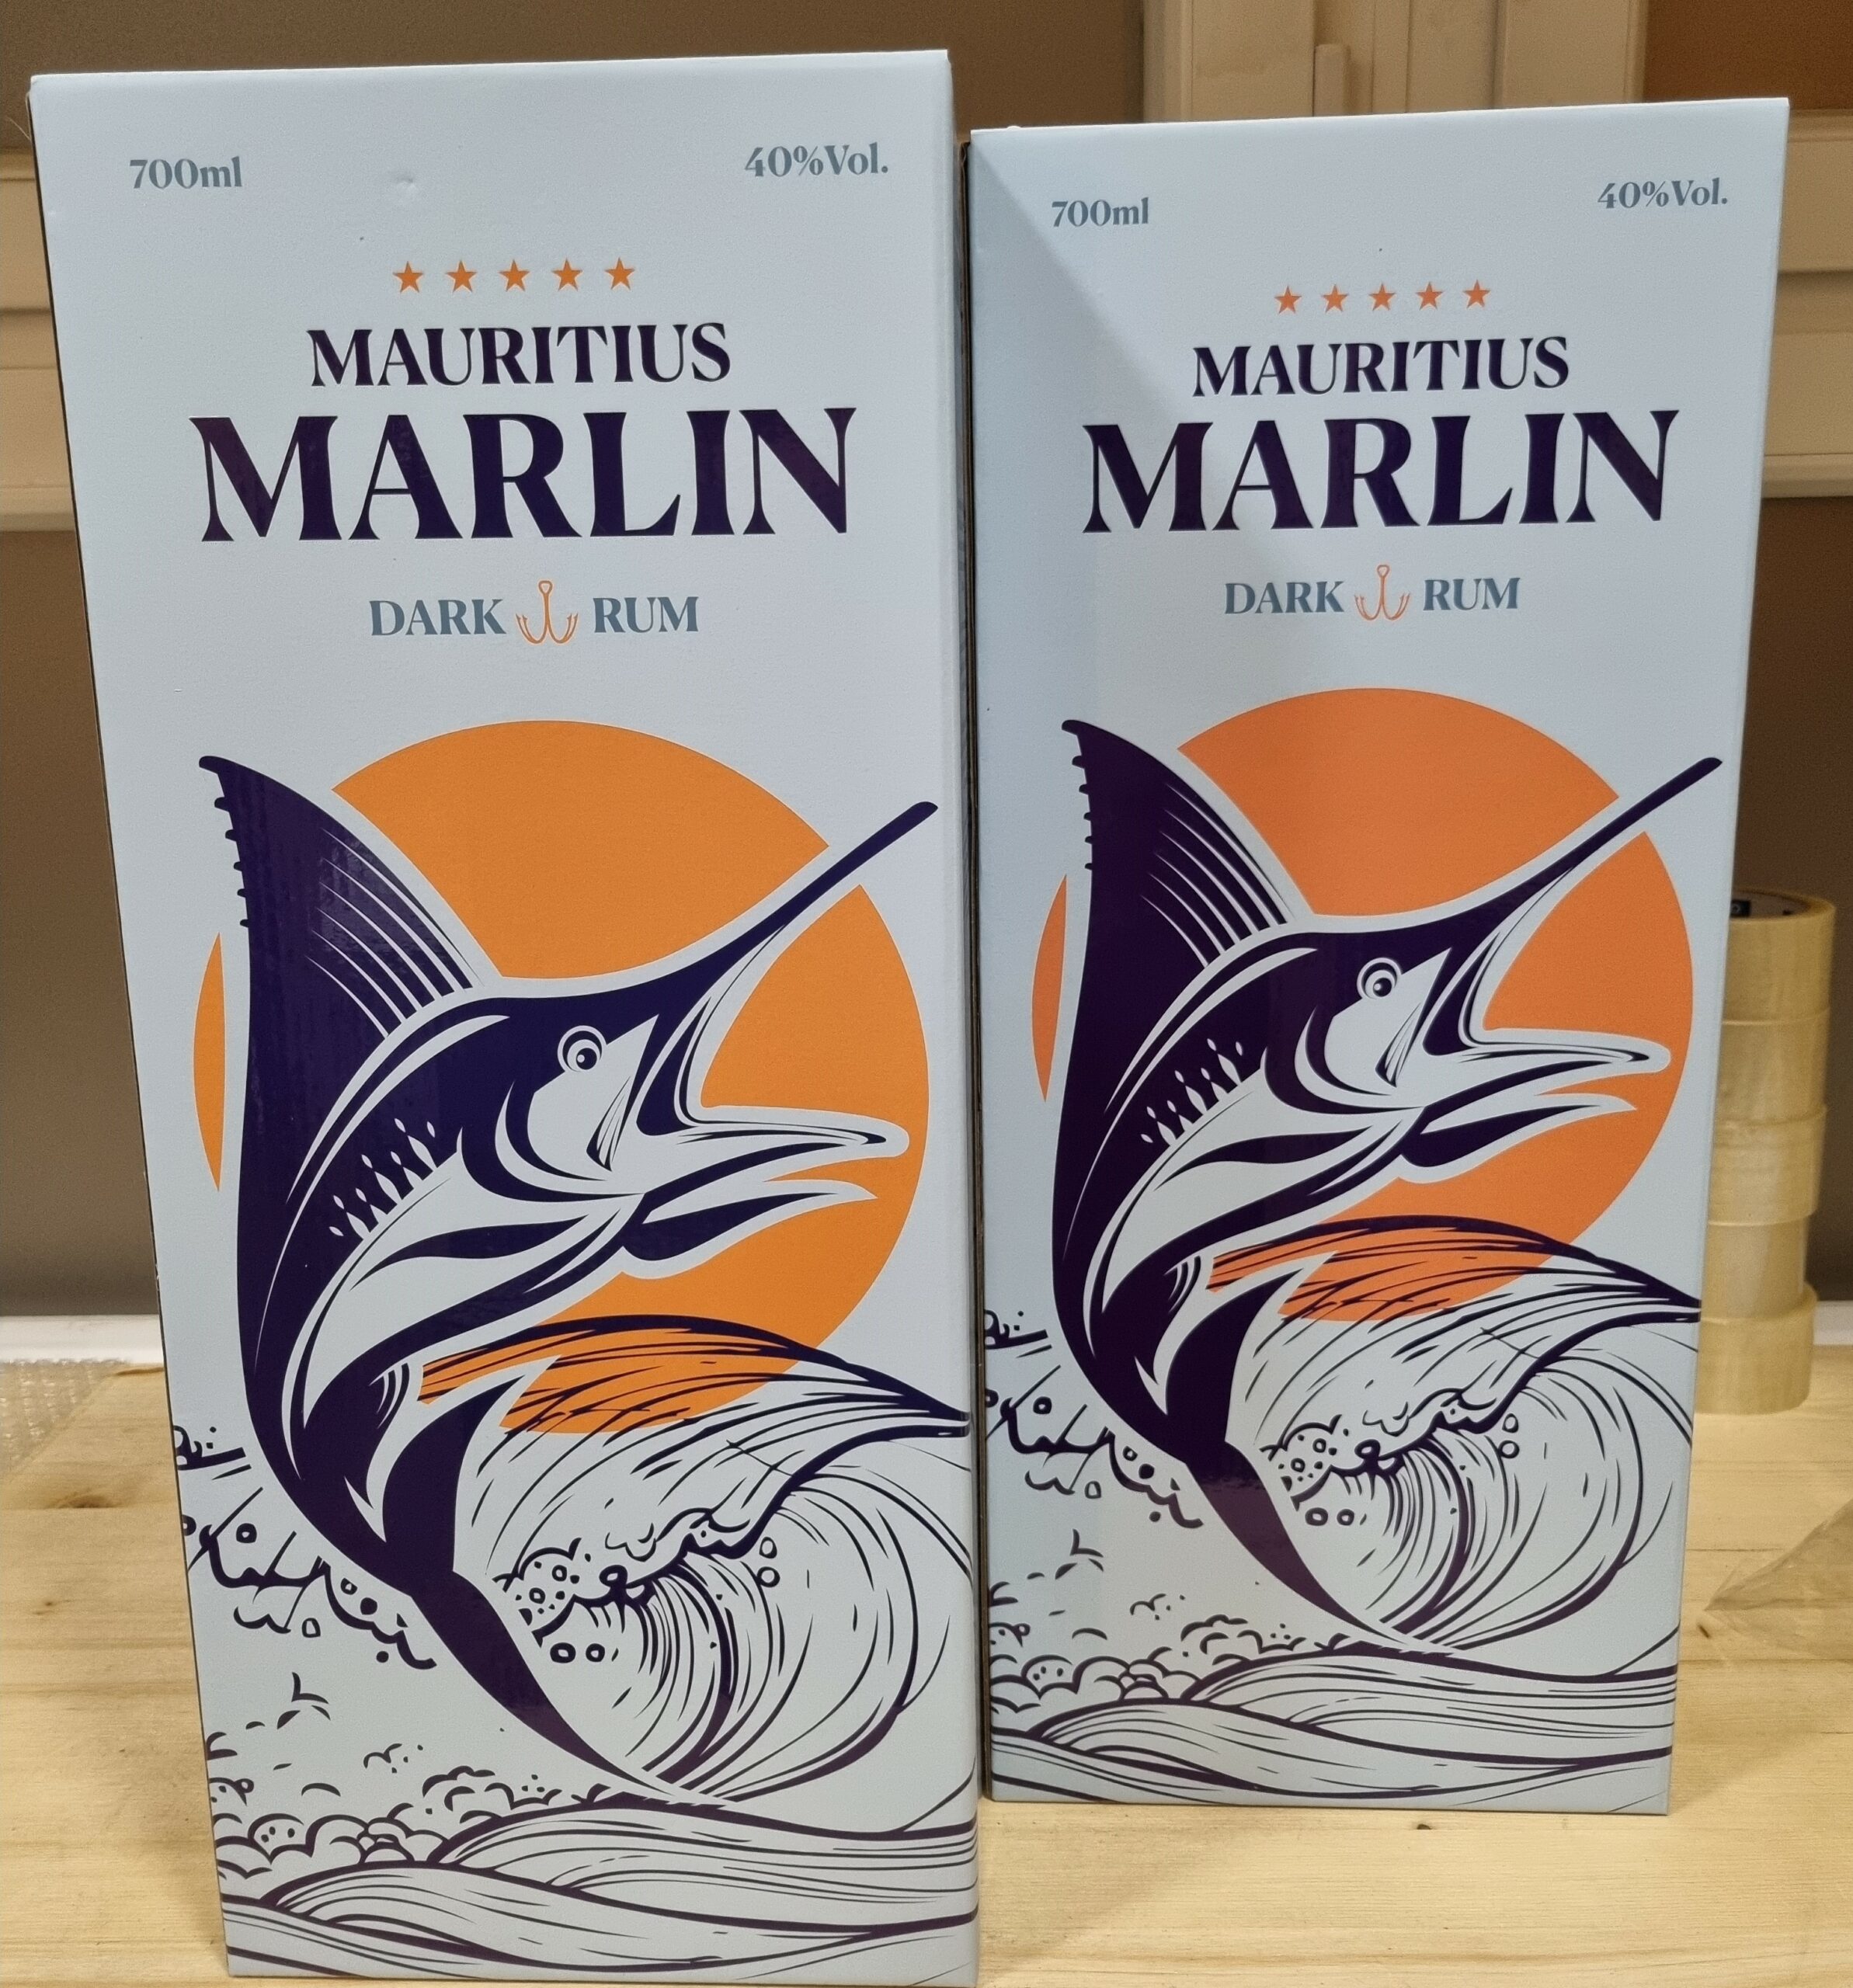 700ml 40%Vol.
MAURITIUS
MARLIN
DARK RUM
700ml 40%Vol.
MAURITIUS
MARLIN
DARK RUM